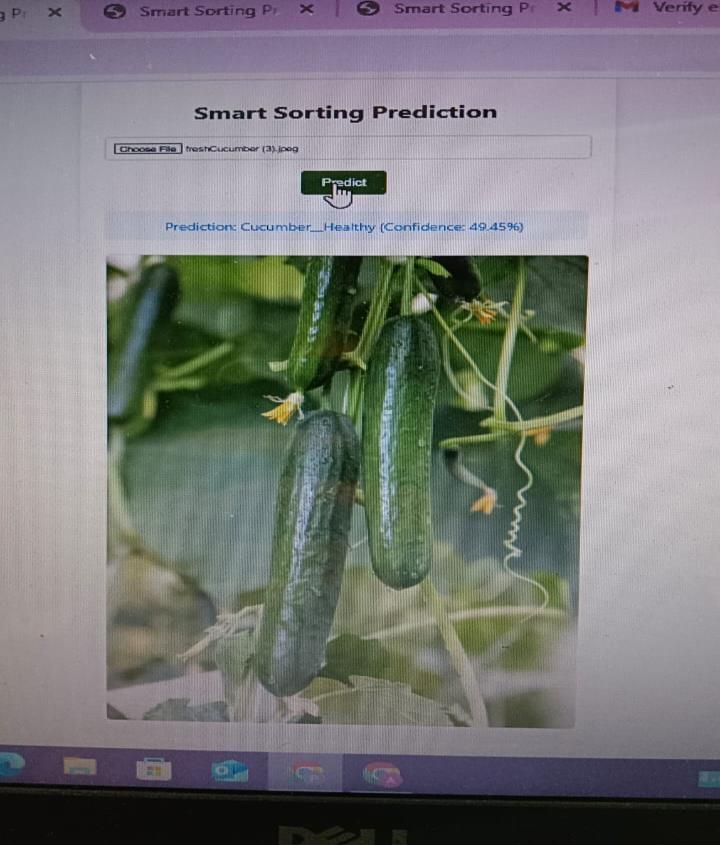 Smart Sorting Pr
Smart Sorting Pr
Verify e
Smart Sorting Prediction
Choose File freshCucumber (3).jpeg
Predict
Prediction: Cucumber__Healthy (Confidence: 49.45%)
DELL